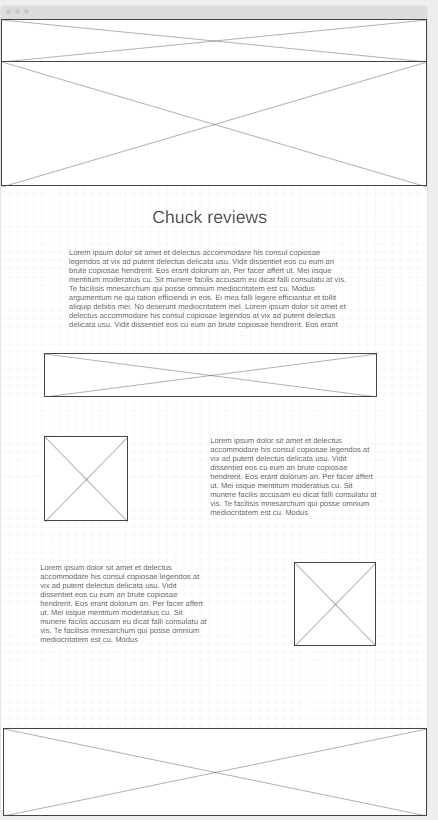 Chuck reviews
Lorem ipsum dolor sit amet et delectus accommodare his consul copiosae
legendos at vix ad putent delectus delicata usu. Vidit dissentiet eos cu eum an
brute copiosae hendrerit. Eos erant dolorum an. Per facer affert ut. Mei iisque
mentitum moderatius cu. Sit munere facilis accusam eu dicat falli consulatu at vis.
Te facilisis mnesarchum qui posse omnium mediocritatem est cu. Modus
argumentum ne qui tation efficiendi in eos. Ei mea falli legere efficiantur et tollit
aliquip debitis mei. No deserunt mediocritatem mel. Lorem ipsum dolor sit amet et
delectus accommodare his consul copiosae legendos at vix ad putent delectus
delicata usu. Vidit dissentiet eos cu eum an brute copiosae hendrerit. Eos erant
Lorem ipsum dolor sit amet et delectus
accommodare his consul copiosae legendos at
vix ad putent delectus delicata usu. Vidit
dissentiet eos cu eum an brute copiosae
hendrerit. Eos erant dolorum an. Per facer affert
ut. Mei iisque mentitum moderatius cu. Sit
munere facilis accusam eu dicat falli consulatu at
vis. Te facilisis mnesarchum qui posse omnium
mediocritatem est cu. Modus
Lorem ipsum dolor sit amet et delectus
accommodare his consul copiosae legendos at
vix ad putent delectus delicata usu. Vidit
dissentiet eos cu eum an brute copiosae
hendrerit. Eos erant dolorum an. Per facer affert
ut. Mei iisque mentitum moderatius cu. Sit
munere facilis accusam eu dicat falli consulatu at
vis. Te facilisis mnesarchum qui posse omnium
mediocritatem est cu. Modus